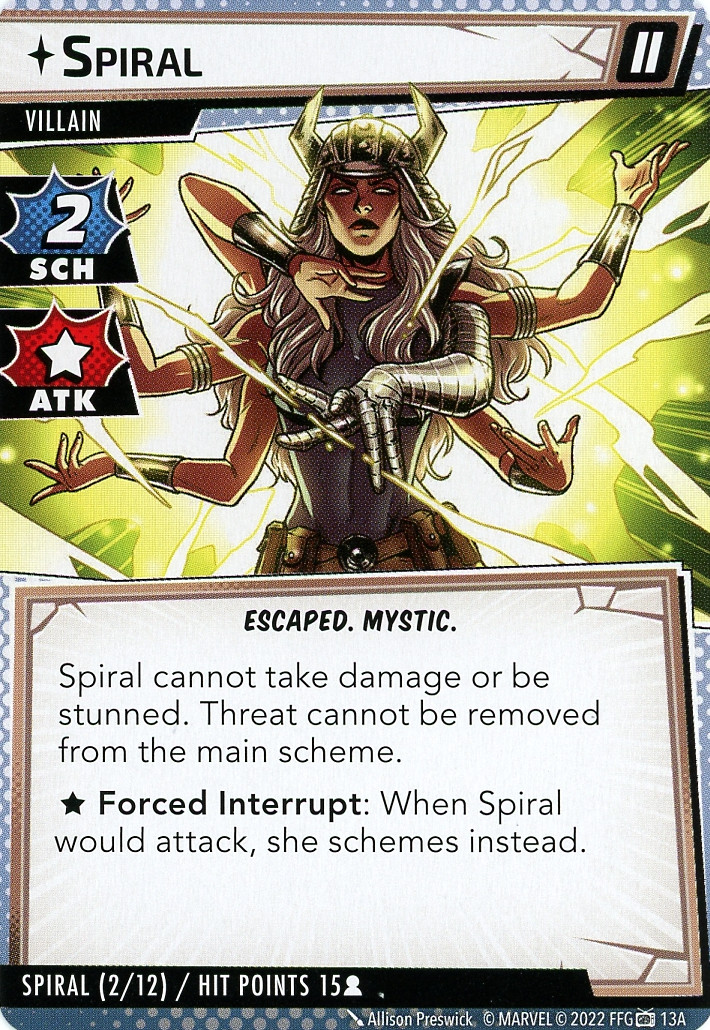 SPIRAL
II
VILLAIN
2
SCH
ATK
ESCAPED. MYSTIC.
Spiral cannot take damage or be
stunned. Threat cannot be removed
from the main scheme.
★ Forced Interrupt: When Spiral
would attack, she schemes instead.
SPIRAL (2/12) / HIT POINTS 15
Allison Preswick © MARVEL © 2022 FFG 13A